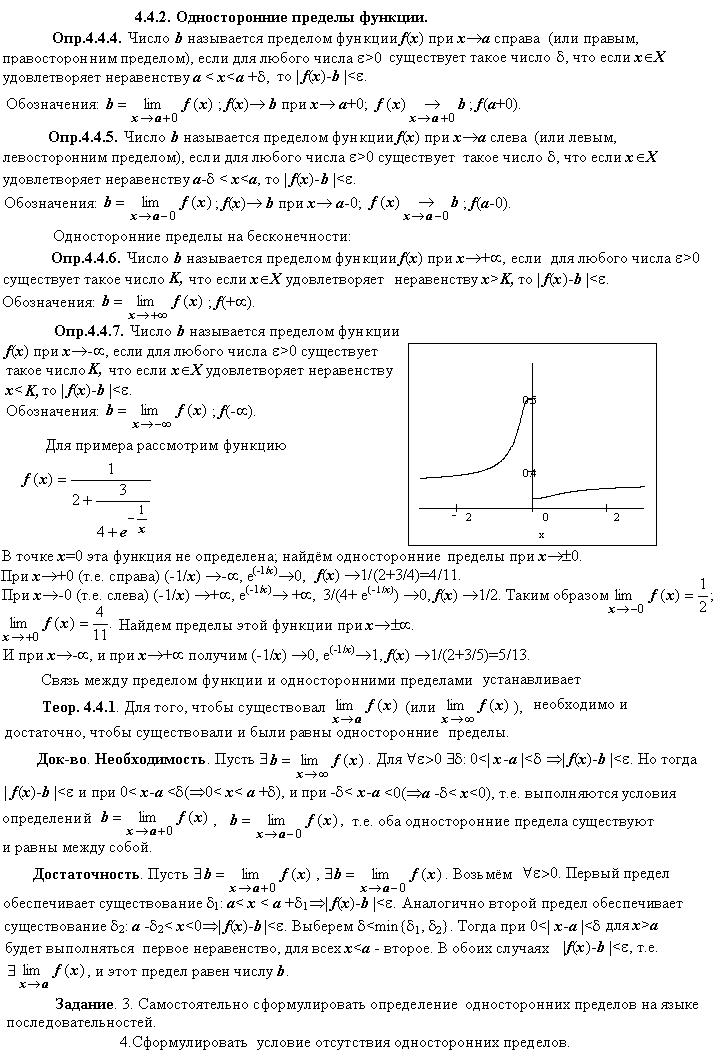 4.4.2. Односторонние пределы функции.
Опр.4.4.4. Число b называется пределом функции f(x) при x→a справа (или правым,
правосторонним пределом), если для любого числа ε>0 существует такое число δ, что если x∈X
удовлетворяет неравенству a < x<a +δ, то | f(x)-b |<ε.
Обозначения: b = lim x→a+0 f (x) ; f(x)→ b при x→ a+0; f (x) → x→a+0 b ; f(a+0).
Опр.4.4.5. Число b называется пределом функции f(x) при x→a слева (или левым,
левосторонним пределом), если для любого числа ε>0 существует такое число δ, что если x∈X
удовлетворяет неравенству a-δ < x<a, то | f(x)-b |<ε.
Обозначения: b = lim x→a−0 f (x) ; f(x)→ b при x→ a-0; f (x) → x→a−0 b ; f(a-0).
Односторонние пределы на бесконечности:
Опр.4.4.6. Число b называется пределом функции f(x) при x→+∞, если для любого числа ε>0
существует такое число K, что если x∈X удовлетворяет неравенству x> K, то | f(x)-b |<ε.
Обозначения: b = lim x→+∞ f (x) ; f(+∞).
Опр.4.4.7. Число b называется пределом функции
f(x) при x→-∞, если для любого числа ε>0 существует
такое число K, что если x∈X удовлетворяет неравенству
x< K, то | f(x)-b |<ε.
Обозначения: b = lim x→−∞ f (x) ; f(-∞).
Для примера рассмотрим функцию
f (x) = 1/(2 + 3/(4 + e^(−1/x)))
0.5
0.4
- 2 0 2
x
В точке x=0 эта функция не определена; найдём односторонние пределы при x→±0.
При x→+0 (т.е. справа) (-1/x) →-∞, e^(-1/x)→0, f(x) →1/(2+3/4)=4/11.
При x→-0 (т.е. слева) (-1/x) →+∞, e^(-1/x)→ +∞, 3/(4+ e^(-1/x)) →0, f(x) →1/2. Таким образом lim x→−0 f (x) = 1/2;
lim x→+0 f (x) = 4/11. Найдем пределы этой функции при x→±∞.
И при x→-∞, и при x→+∞ получим (-1/x) →0, e^(-1/x)→1, f(x) →1/(2+3/5)=5/13.
Связь между пределом функции и односторонними пределами устанавливает
Теор. 4.4.1. Для того, чтобы существовал lim x→a f (x) (или lim x→∞ f (x) ), необходимо и
достаточно, чтобы существовали и были равны односторонние пределы.
Док-во. Необходимость. Пусть ∃ b = lim x→∞ f (x) . Для ∀ε>0 ∃δ: 0<| x-a |<δ ⇒| f(x)-b |<ε. Но тогда
| f(x)-b |<ε и при 0< x-a <δ(⇒0< x< a +δ), и при -δ< x-a <0(⇒a -δ< x<0), т.е. выполняются условия
определений b = lim x→a+0 f (x) , b = lim x→a−0 f (x) , т.е. оба односторонние предела существуют
и равны между собой.
Достаточность. Пусть ∃ b = lim x→a+0 f (x) , ∃ b = lim x→a−0 f (x) . Возьмём ∀ε>0. Первый предел
обеспечивает существование δ1: a< x < a +δ1⇒| f(x)-b |<ε. Аналогично второй предел обеспечивает
существование δ2: a -δ2< x<0⇒| f(x)-b |<ε. Выберем δ<min{δ1, δ2}. Тогда при 0<| x-a |<δ для x>a
будет выполняться первое неравенство, для всех x<a - второе. В обоих случаях |f(x)-b |<ε, т.е.
∃ lim x→a f (x) , и этот предел равен числу b.
Задание. 3. Самостоятельно сформулировать определение односторонних пределов на языке
последовательностей.
4.Сформулировать условие отсутствия односторонних пределов.